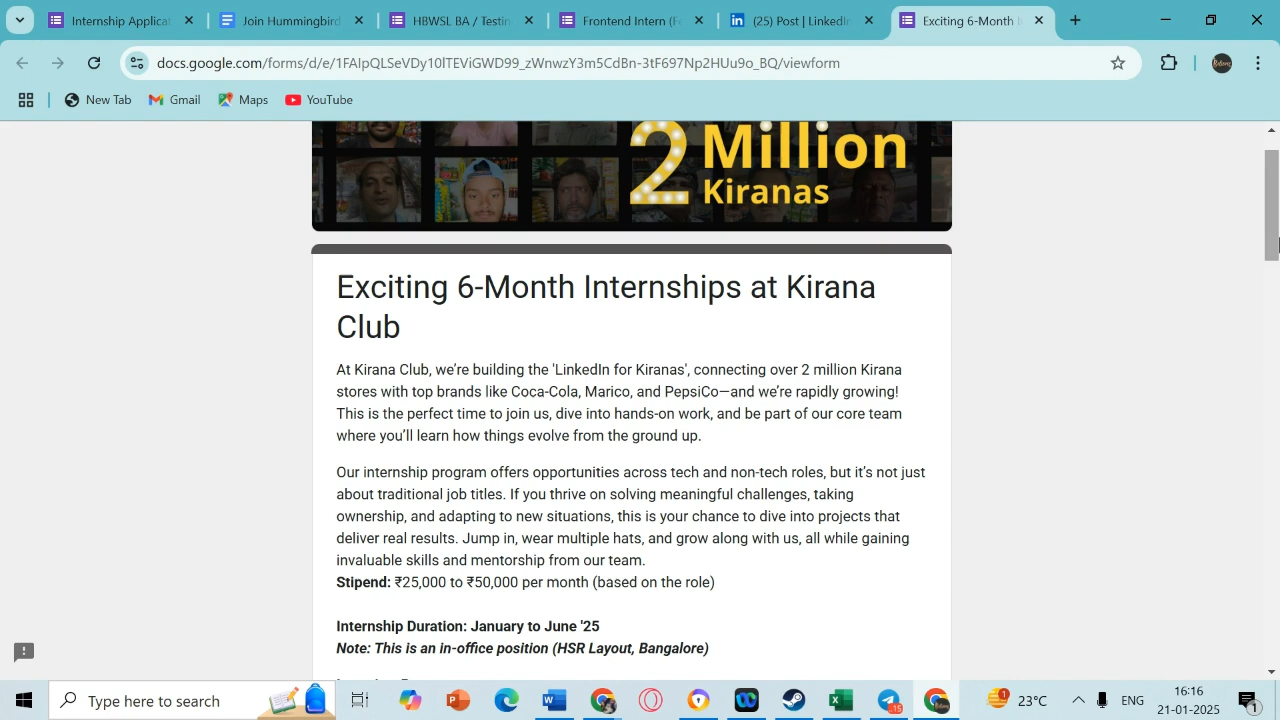 Internship Applicat
Join Hummingbird
HBWSL BA / Testin
Frontend Intern (F
(25) Post | LinkedIn
Exciting 6-Month
docs.google.com/forms/d/e/
/viewform
New Tab
Gmail
Maps
YouTube
2 Million
Kiranas
Exciting 6-Month Internships at Kirana
Club
At Kirana Club, we’re building the 'LinkedIn for Kiranas', connecting over 2 million Kirana
stores with top brands like Coca-Cola, Marico, and PepsiCo—and we’re rapidly growing!
This is the perfect time to join us, dive into hands-on work, and be part of our core team
where you’ll learn how things evolve from the ground up.
Our internship program offers opportunities across tech and non-tech roles, but it’s not just
about traditional job titles. If you thrive on solving meaningful challenges, taking
ownership, and adapting to new situations, this is your chance to dive into projects that
deliver real results. Jump in, wear multiple hats, and grow along with us, all while gaining
invaluable skills and mentorship from our team.
Stipend: ₹25,000 to ₹50,000 per month (based on the role)
Internship Duration: January to June '25
Note: This is an in-office position (HSR Layout, Bangalore)
Type here to search
23°C
ENG
16:16
21-01-2025